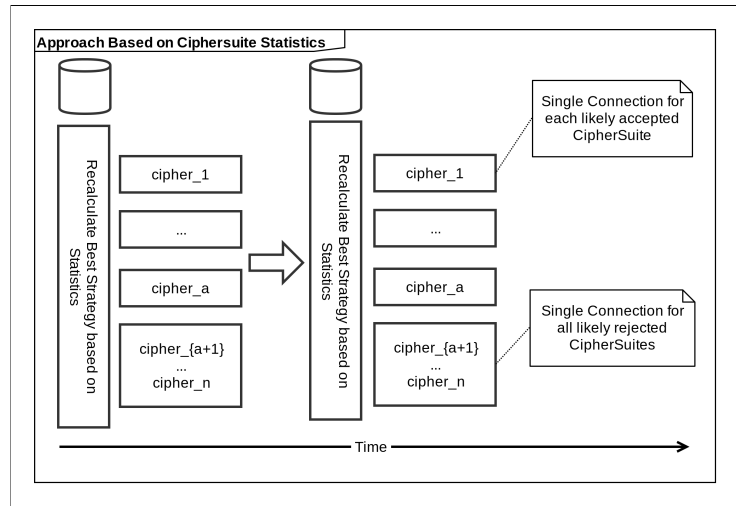 Approach Based on Ciphersuite Statistics
Recalculate Best Strategy based on
Statistics
cipher_1
...
cipher_a
cipher_{a+1}
...
cipher_n
Recalculate Best Strategy based on
Statistics
cipher_1
...
cipher_a
cipher_{a+1}
...
cipher_n
Single Connection for
each likely accepted
CipherSuite
Single Connection for
all likely rejected
CipherSuites
Time